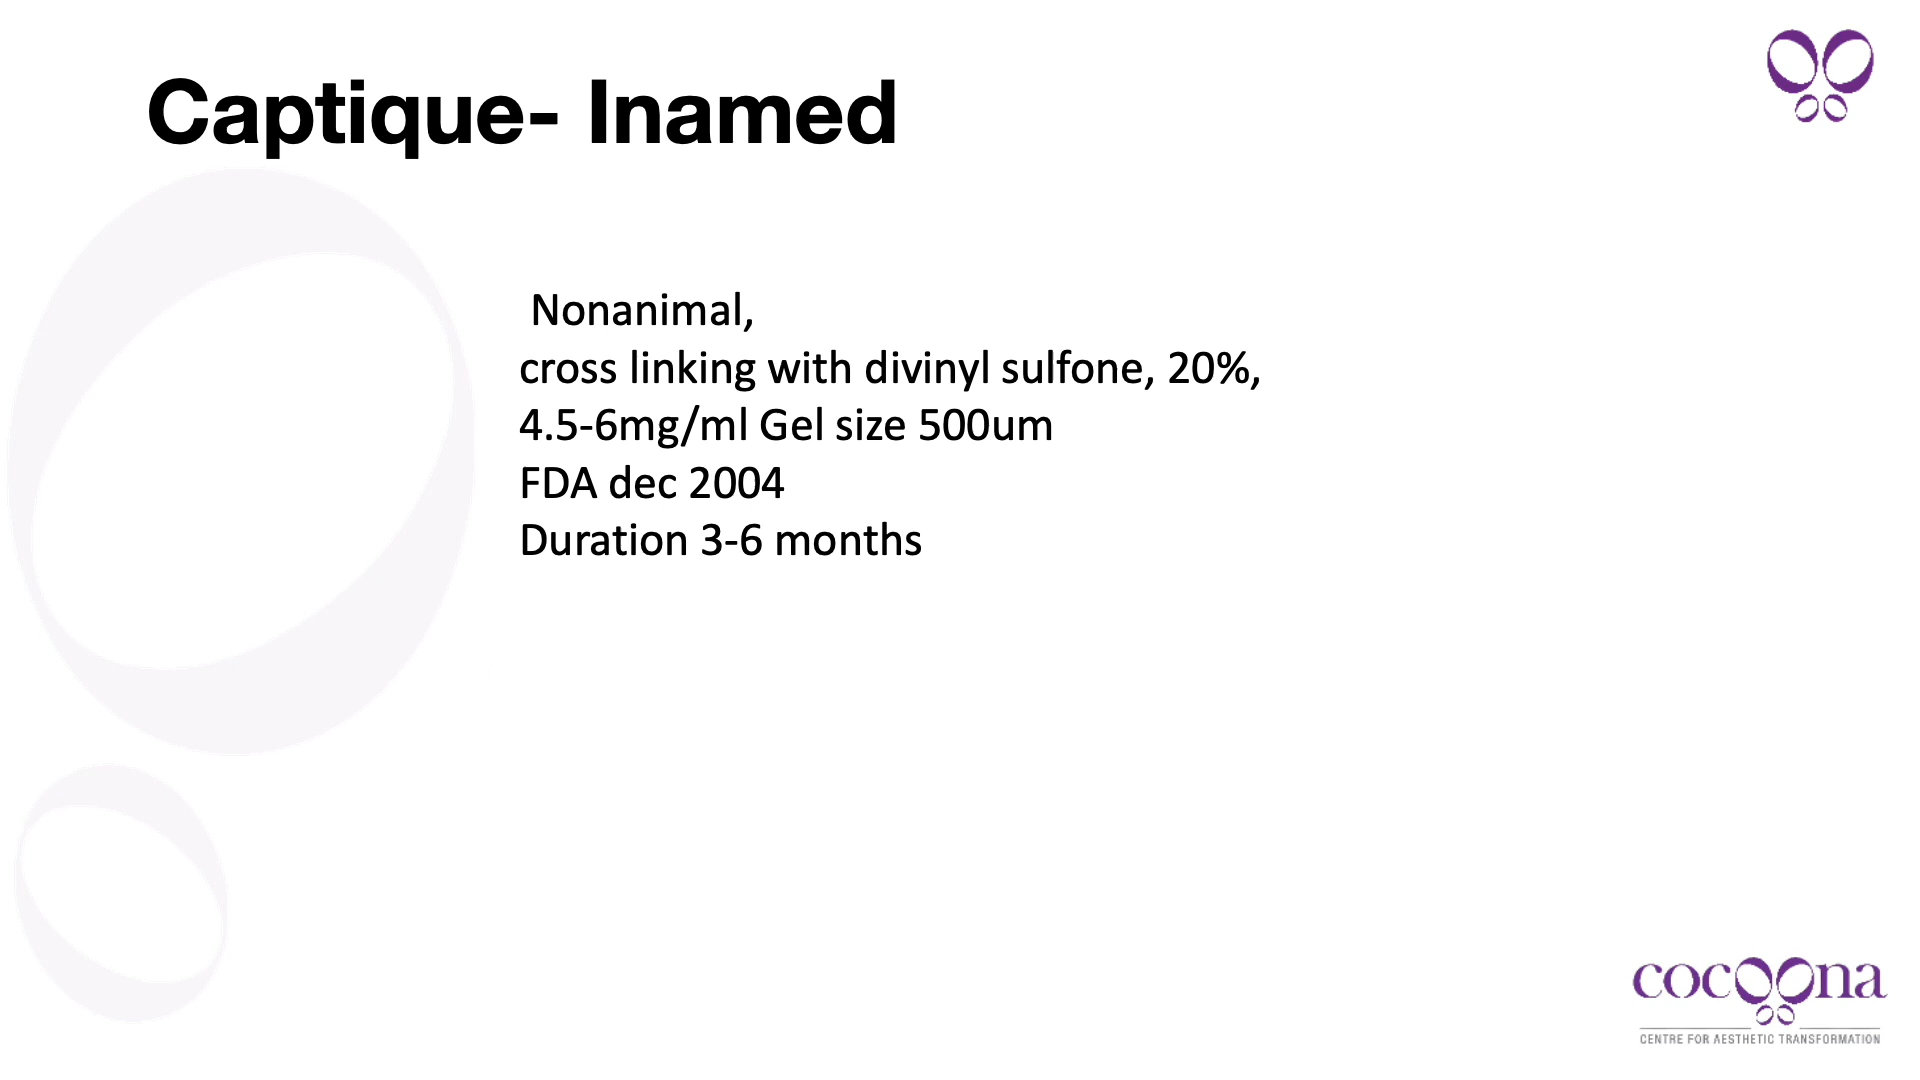 Captique- Inamed
Nonanimal,
cross linking with divinyl sulfone, 20%,
4.5-6mg/ml Gel size 500um
FDA dec 2004
Duration 3-6 months
cocoona
CENTRE FOR AESTHETIC TRANSFORMATION